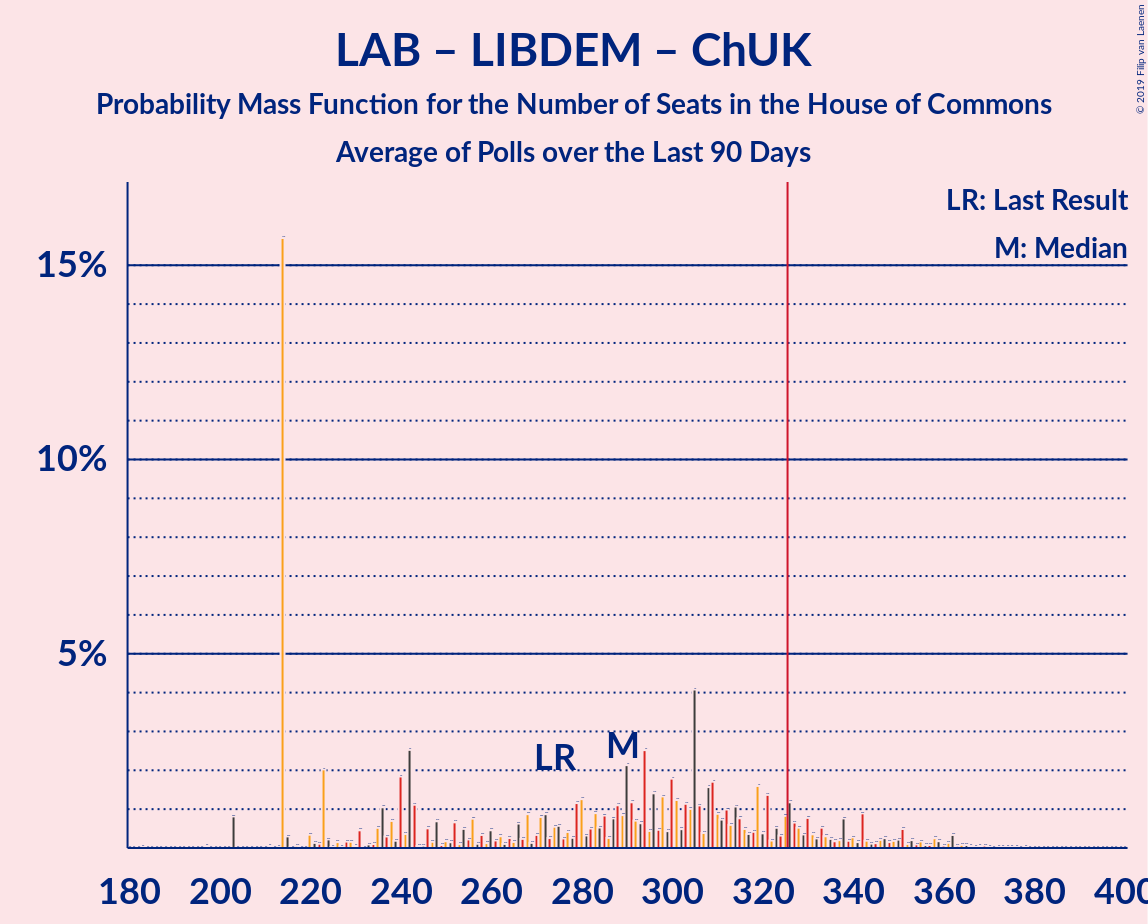 LAB – LIBDEM – ChUK
Probability Mass Function for the Number of Seats in the House of Commons
Average of Polls over the Last 90 Days
© 2019 Filip van Laenen
LR: Last Result
M: Median
15%
10%
5%
LR
M
180 200 220 240 260 280 300 320 340 360 380 400